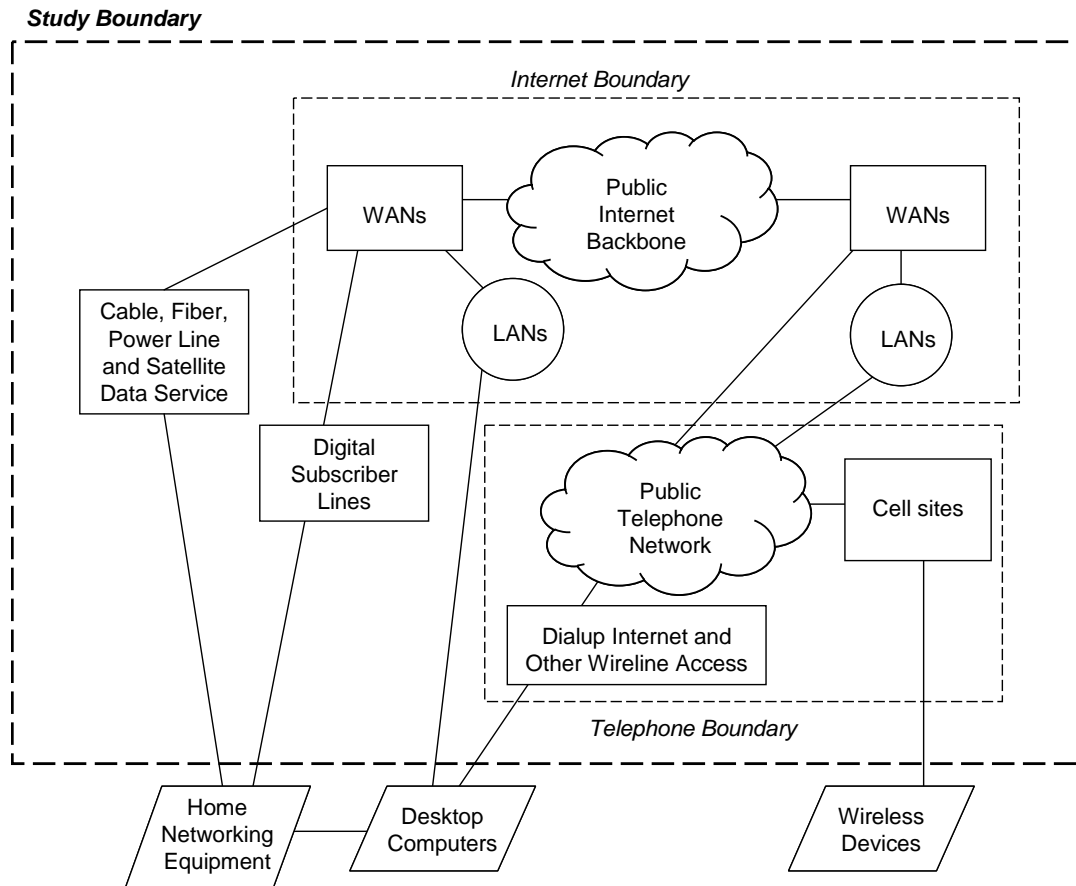 Study Boundary
Internet Boundary
WANs
Public
Internet
Backbone
WANs
Cable, Fiber,
Power Line
and Satellite
Data Service
LANs
LANs
Digital
Subscriber
Lines
Public
Telephone
Network
Cell sites
Dialup Internet and
Other Wireline Access
Telephone Boundary
Home
Networking
Equipment
Desktop
Computers
Wireless
Devices